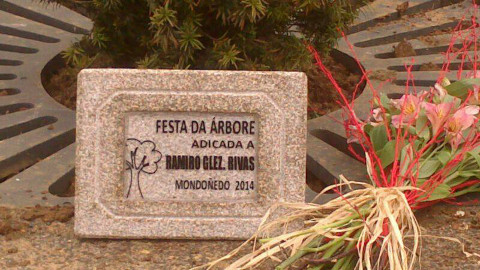 FESTA DA ÁRBORE
ADICADA A
RAMIRO GLEZ. RIVAS
MONDOÑEDO 2014